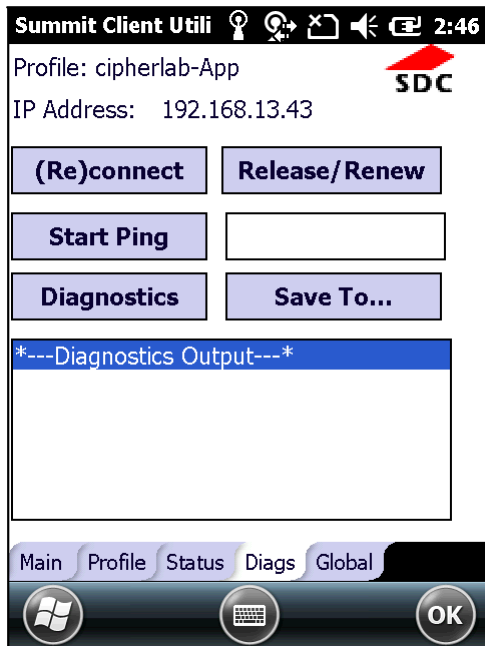 Summit Client Utili 2:46
Profile: cipherlab-App
SDC
IP Address: 192.168.13.43
(Re)connect Release/Renew
Start Ping
Diagnostics Save To...
*---Diagnostics Output---*
Main Profile Status Diags Global
OK